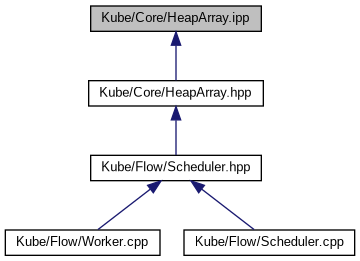 Kube/Core/HeapArray.ipp
Kube/Core/HeapArray.hpp
Kube/Flow/Scheduler.hpp
Kube/Flow/Worker.cpp
Kube/Flow/Scheduler.cpp